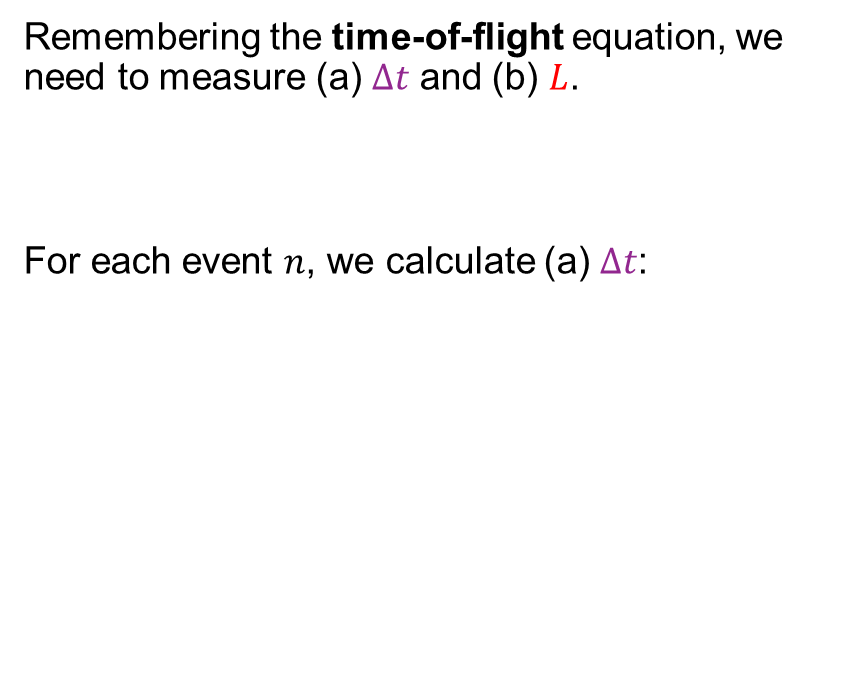 Remembering the time-of-flight equation, we
need to measure (a) Δt and (b) L.
For each event n, we calculate (a) Δt: